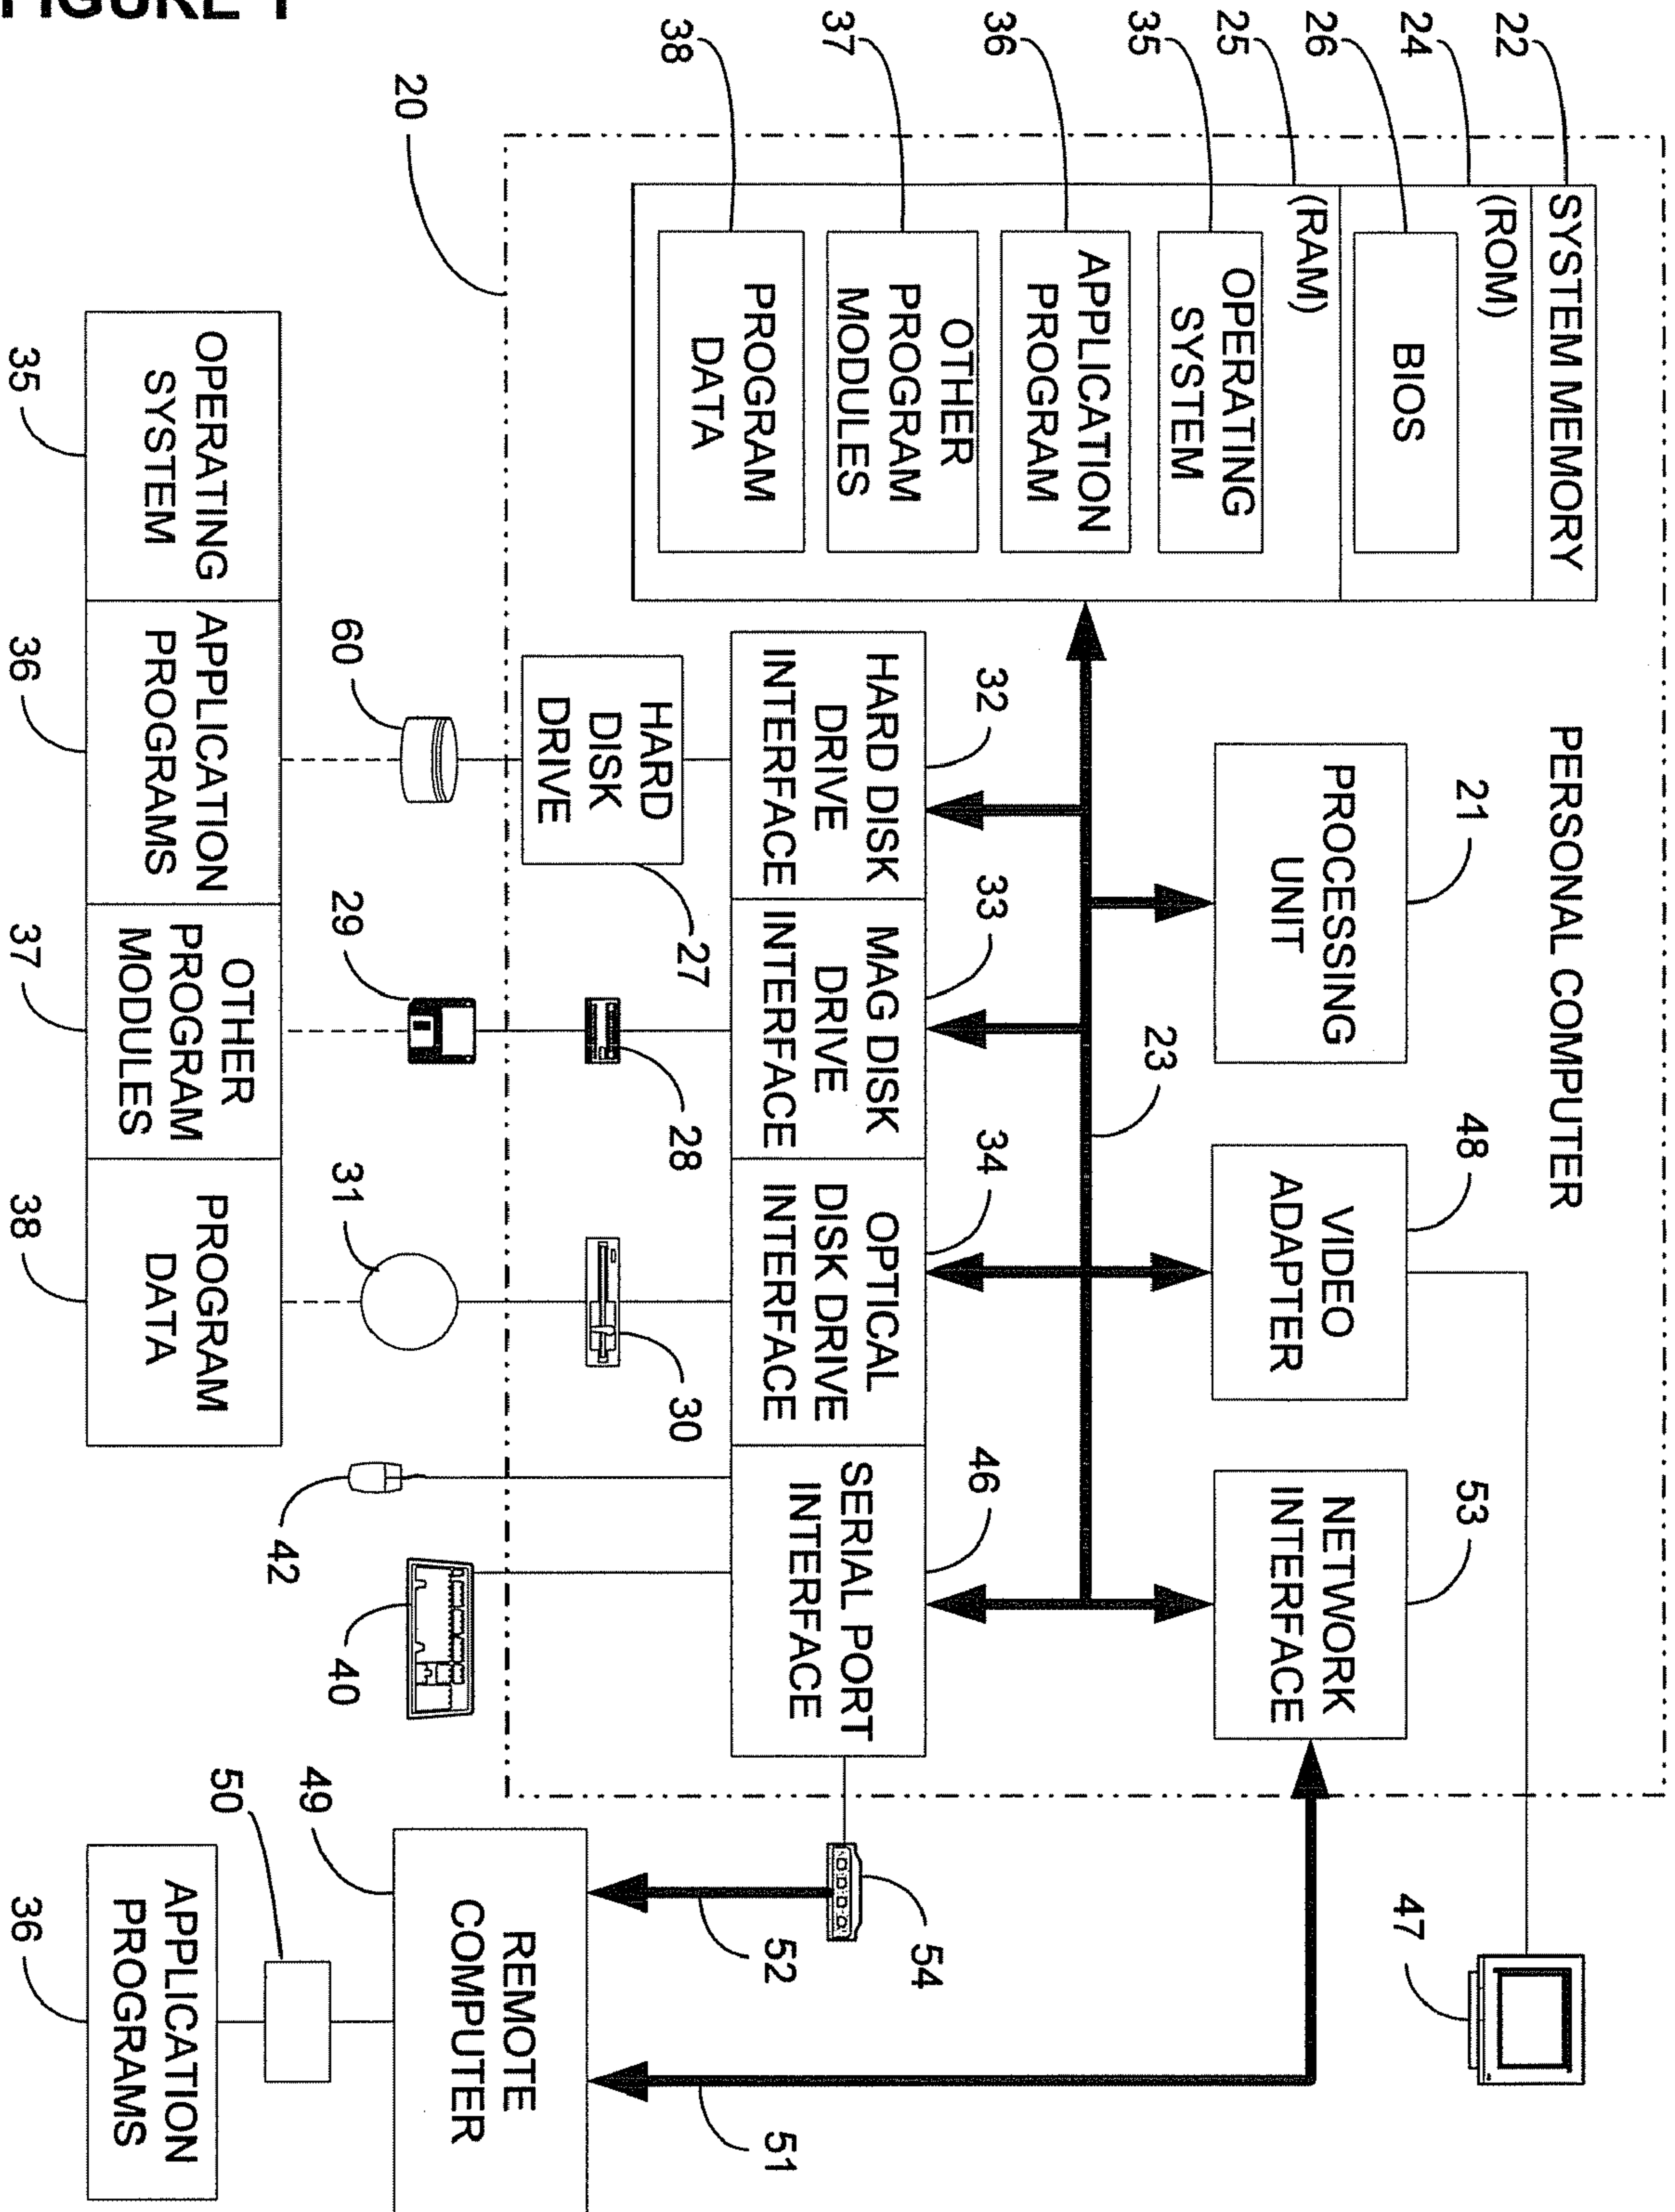 FIGURE 1
PERSONAL COMPUTER
20
22
SYSTEM MEMORY
24
(ROM)
26
BIOS
25
(RAM)
35
OPERATING
SYSTEM
36
APPLICATION
PROGRAM
37
OTHER
PROGRAM
MODULES
38
PROGRAM
DATA
21
PROCESSING
UNIT
48
VIDEO
ADAPTER
53
NETWORK
INTERFACE
47
23
32
HARD DISK
DRIVE
INTERFACE
33
MAG DISK
DRIVE
INTERFACE
34
OPTICAL
DISK DRIVE
INTERFACE
46
SERIAL PORT
INTERFACE
HARD
DISK
DRIVE
27
28
30
54
52
51
60
29
31
42
40
49
REMOTE
COMPUTER
50
OPERATING
SYSTEM
35
APPLICATION
PROGRAMS
36
OTHER
PROGRAM
MODULES
37
PROGRAM
DATA
38
APPLICATION
PROGRAMS
36